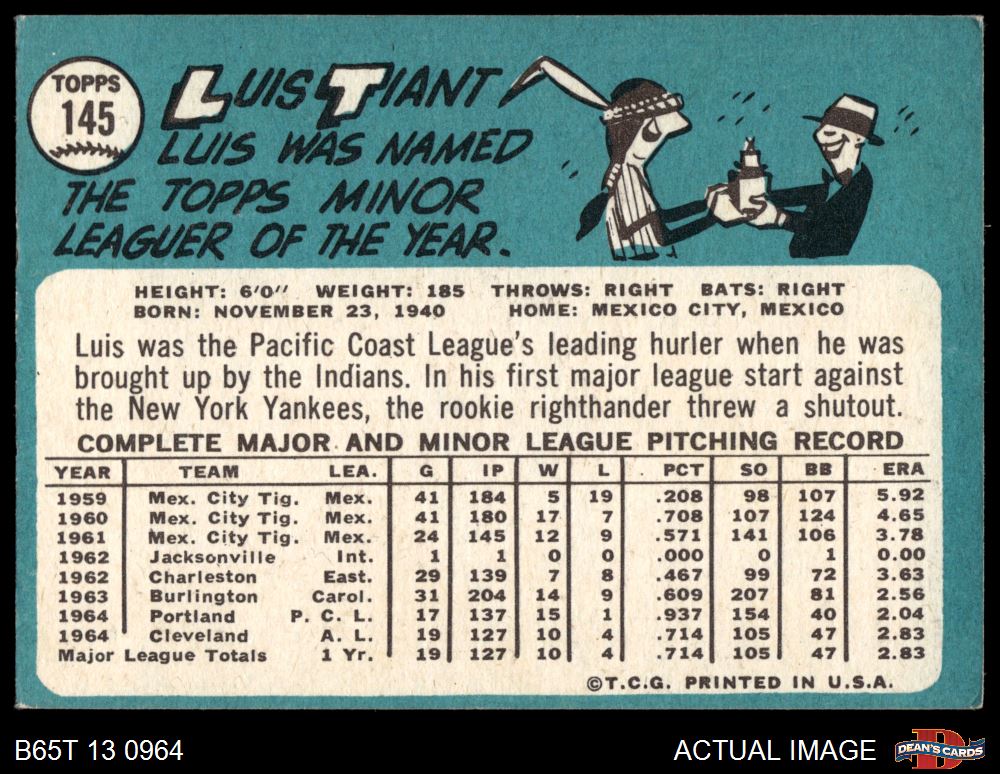 TOPPS
145
LUIS TIANT
LUIS WAS NAMED
THE TOPPS MINOR
LEAGUER OF THE YEAR.
HEIGHT: 6'0" WEIGHT: 185 THROWS: RIGHT BATS: RIGHT
BORN: NOVEMBER 23, 1940 HOME: MEXICO CITY, MEXICO
Luis was the Pacific Coast League's leading hurler when he was
brought up by the Indians. In his first major league start against
the New York Yankees, the rookie righthander threw a shutout.
COMPLETE MAJOR AND MINOR LEAGUE PITCHING RECORD
YEAR TEAM LEA. G IP W L PCT SO BB ERA
1959 Mex. City Tig. Mex. 41 184 5 19 .208 98 107 5.92
1960 Mex. City Tig. Mex. 41 180 17 7 .708 107 124 4.65
1961 Mex. City Tig. Mex. 24 145 12 9 .571 141 106 3.78
1962 Jacksonville Int. 1 1 0 0 .000 0 1 0.00
1962 Charleston East. 29 139 7 8 .467 99 72 3.63
1963 Burlington Carol. 31 204 14 9 .609 207 81 2.56
1964 Portland P. C. L. 17 137 15 1 .937 154 40 2.04
1964 Cleveland A. L. 19 127 10 4 .714 105 47 2.83
Major League Totals 1 Yr. 19 127 10 4 .714 105 47 2.83
©T.C.G. PRINTED IN U.S.A.
B65T 13 0964
ACTUAL IMAGE
D
DEAN'S CARDS